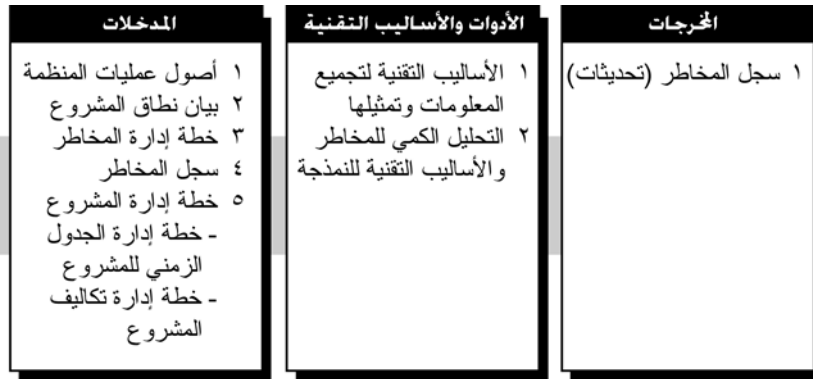 المدخلات
١ أصول عمليات المنظمة
٢ بيان نطاق المشروع
٣ خطة إدارة المخاطر
٤ سجل المخاطر
٥ خطة إدارة المشروع
- خطة إدارة الجدول
الزمني للمشروع
- خطة إدارة تكاليف
المشروع
الأدوات والأساليب التقنية
١ الأساليب التقنية لتجميع
المعلومات وتمثيلها
٢ التحليل الكمي للمخاطر
والأساليب التقنية للنمذجة
المخرجات
١ سجل المخاطر (تحديثات)